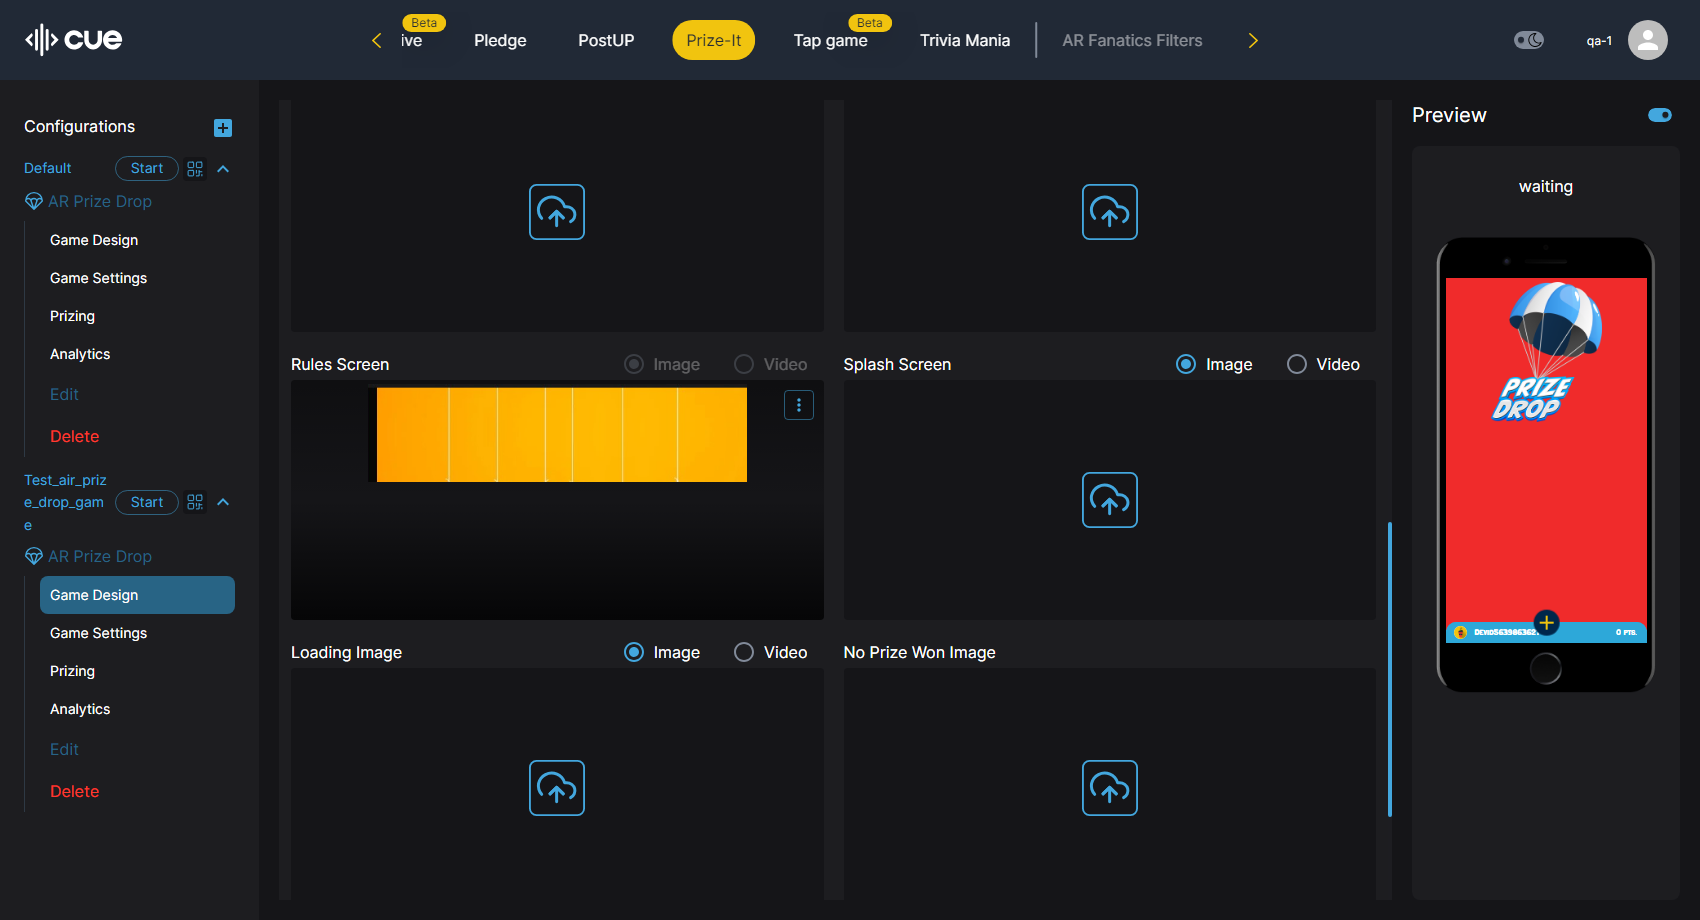 cue
Beta
ive
Pledge
PostUP
Prize-It
Beta
Tap game
Trivia Mania
AR Fanatics Filters
qa-1
Configurations
Default
Start
AR Prize Drop
Game Design
Game Settings
Prizing
Analytics
Edit
Delete
Test_air_priz
e_drop_gam
e
Start
AR Prize Drop
Game Design
Game Settings
Prizing
Analytics
Edit
Delete
Rules Screen
Image
Video
Splash Screen
Image
Video
Loading Image
Image
Video
No Prize Won Image
Preview
waiting
PRIZE
DROP
0 PTS.